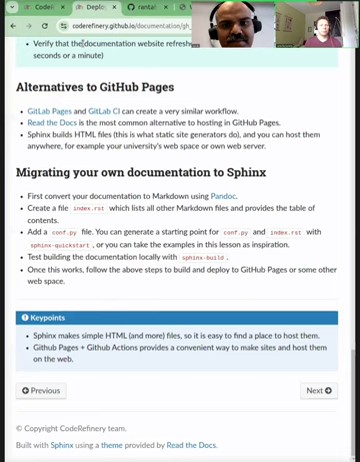 Deploy
ranta
coderefinery.github.io/documentation/gh_
• Verify that the documentation website refreshe
seconds or a minute)
Alternatives to GitHub Pages
• GitLab Pages and GitLab CI can create a very similar workflow.
• Read the Docs is the most common alternative to hosting in GitHub Pages.
• Sphinx builds HTML files (this is what static site generators do), and you can host them
anywhere, for example your university's web space or own web server.
Migrating your own documentation to Sphinx
• First convert your documentation to Markdown using Pandoc.
• Create a file index.rst which lists all other Markdown files and provides the table of
contents.
• Add a conf.py file. You can generate a starting point for conf.py and index.rst with
sphinx-quickstart , or you can take the examples in this lesson as inspiration.
• Test building the documentation locally with sphinx-build .
• Once this works, follow the above steps to build and deploy to GitHub Pages or some other
web space.
Keypoints
• Sphinx makes simple HTML (and more) files, so it is easy to find a place to host them.
• Github Pages + Github Actions provides a convenient way to make sites and host them
on the web.
Previous
Next
© Copyright CodeRefinery team.
Built with Sphinx using a theme provided by Read the Docs.